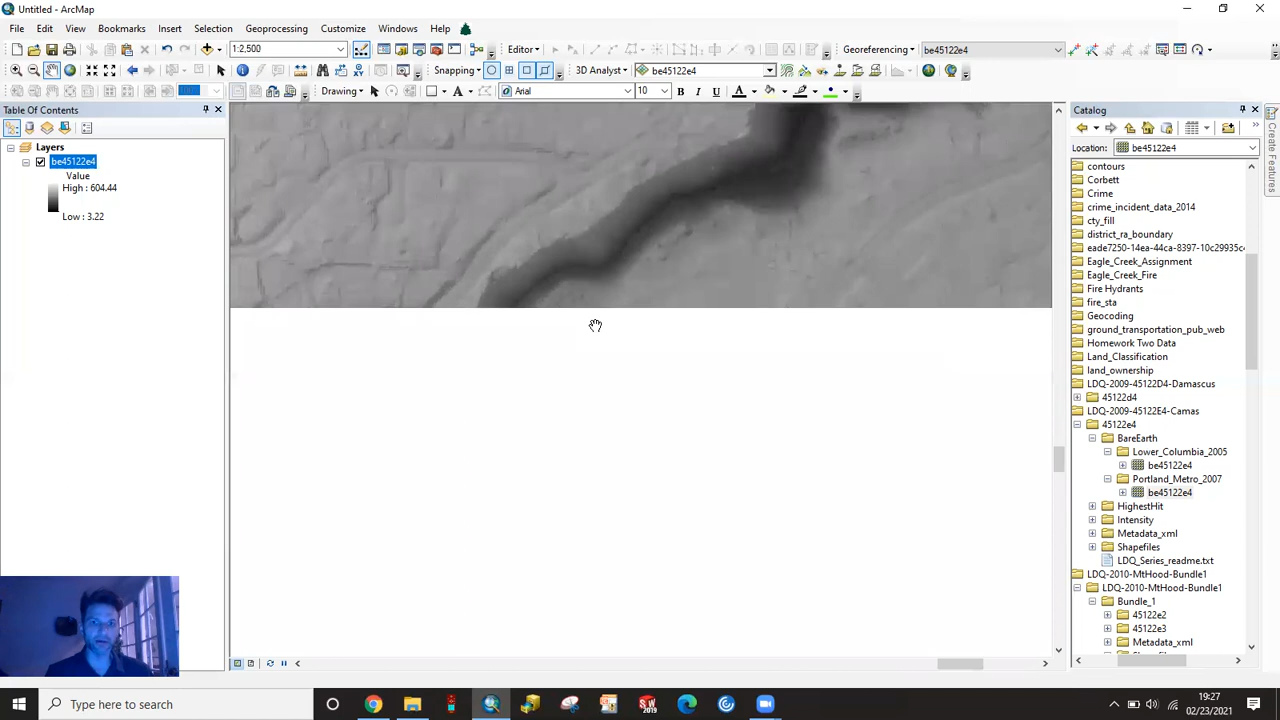 Untitled - ArcMap
File Edit View Bookmarks Insert Selection Geoprocessing Customize Windows Help
1:2,500 Editor Georeferencing be45122e4
Snapping 3D Analyst be45122e4
100% Drawing A Arial 10 B I U A
Table Of Contents
Layers
be45122e4
Value
High : 604.44
Low : 3.22
Catalog
Location: be45122e4
contours
Corbett
Crime
crime_incident_data_2014
cty_fill
district_ra_boundary
eade7250-14ea-44ca-8397-10c29935c
Eagle_Creek_Assignment
Eagle_Creek_Fire
Fire Hydrants
fire_sta
Geocoding
ground_transportation_pub_web
Homework Two Data
Land_Classification
land_ownership
LDQ-2009-45122D4-Damascus
45122d4
LDQ-2009-45122E4-Camas
45122e4
BareEarth
Lower_Columbia_2005
be45122e4
Portland_Metro_2007
be45122e4
HighestHit
Intensity
Metadata_xml
Shapefiles
LDQ_Series_readme.txt
LDQ-2010-MtHood-Bundle1
LDQ-2010-MtHood-Bundle1
Bundle_1
45122e2
45122e3
Metadata_xml
Create Features
Type here to search
19:27
02/23/2021